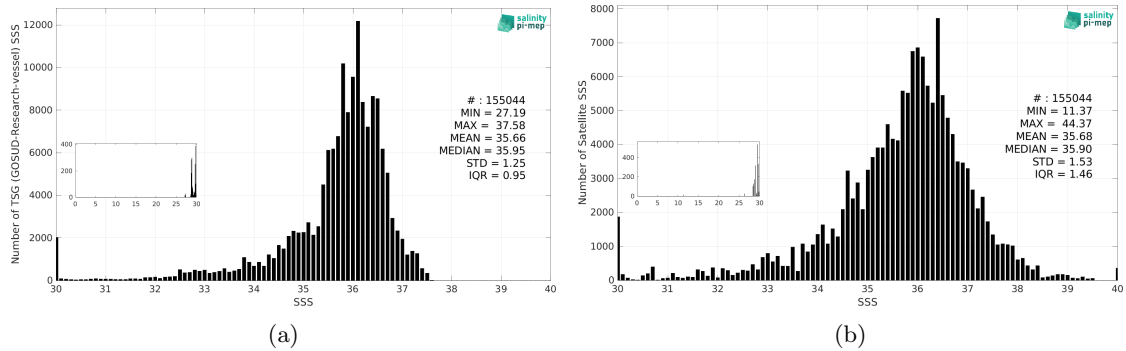 salinity
pi-mep
Number of TSG (GOSUD-Research-vessel) SSS
12000
10000
8000
6000
4000
2000
0
# : 155044
MIN = 27.19
MAX = 37.58
MEAN = 35.66
MEDIAN = 35.95
STD = 1.25
IQR = 0.95
400
200
0
0 5 10 15 20 25 30
30 31 32 33 34 35 36 37 38 39 40
SSS
(a)
salinity
pi-mep
Number of Satellite SSS
8000
7000
6000
5000
4000
3000
2000
1000
0
# : 155044
MIN = 11.37
MAX = 44.37
MEAN = 35.68
MEDIAN = 35.90
STD = 1.53
IQR = 1.46
400
200
0
0 5 10 15 20 25 30
30 31 32 33 34 35 36 37 38 39 40
SSS
(b)